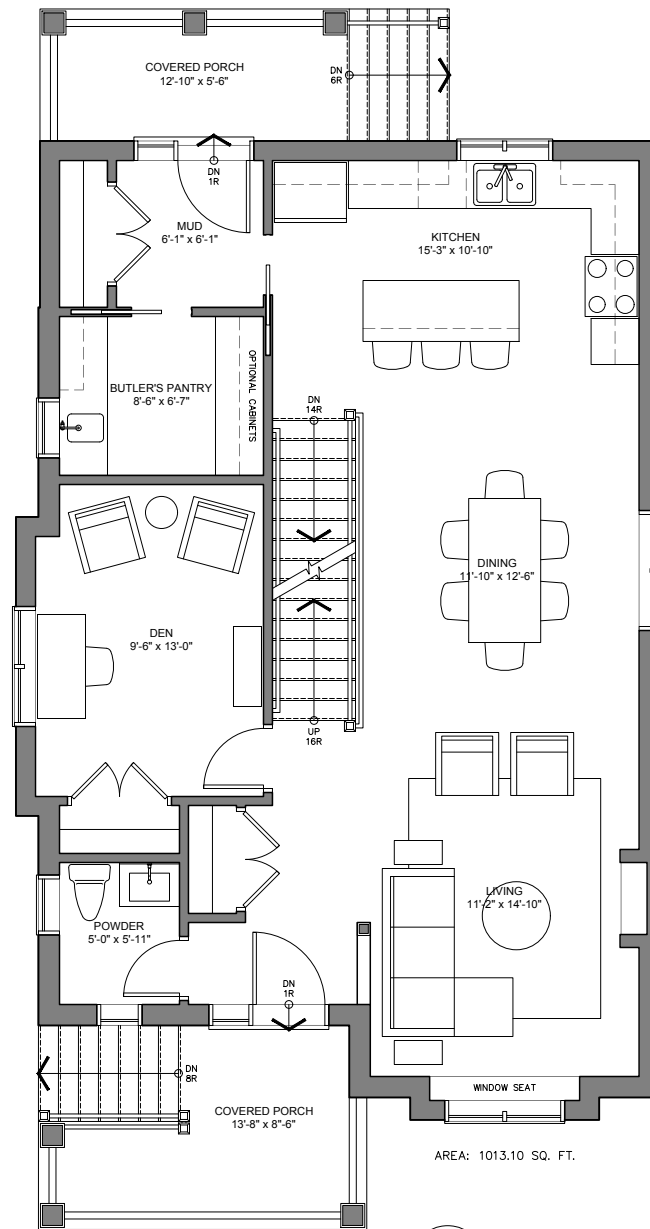 COVERED PORCH
12'-10" x 5'-6"
DN
6R
DN
1R
MUD
6'-1" x 6'-1"
KITCHEN
15'-3" x 10'-10"
BUTLER'S PANTRY
8'-6" x 6'-7"
OPTIONAL CABINETS
DN
14R
DINING
11'-10" x 12'-6"
DEN
9'-6" x 13'-0"
UP
16R
LIVING
11'-2" x 14'-10"
POWDER
5'-0" x 5'-11"
DN
1R
DN
8R
WINDOW SEAT
COVERED PORCH
13'-8" x 8'-6"
AREA: 1013.10 SQ. FT.